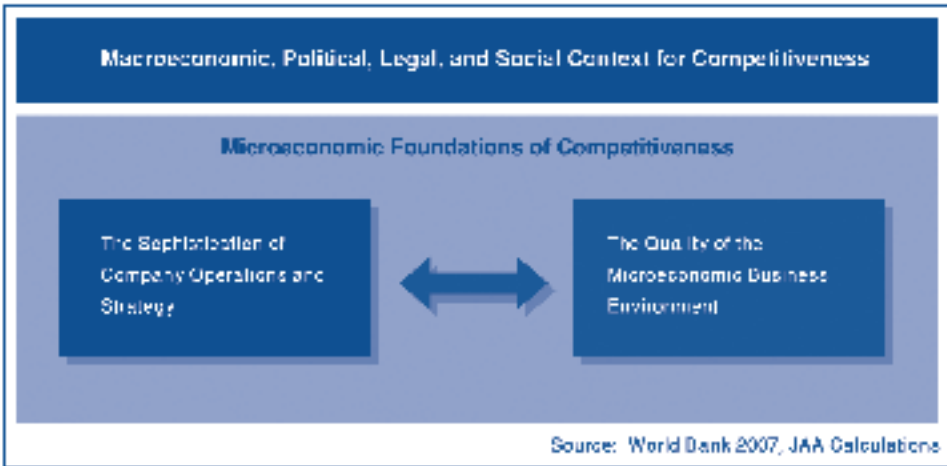 Macroeconomic, Political, Legal, and Social Context for Competitiveness
Microeconomic Foundations of Competitiveness
The Sophistication of
Company Operations and
Strategy
The Quality of the
Microeconomic Business
Environment
Source: World Bank 2007, JAA Calculations